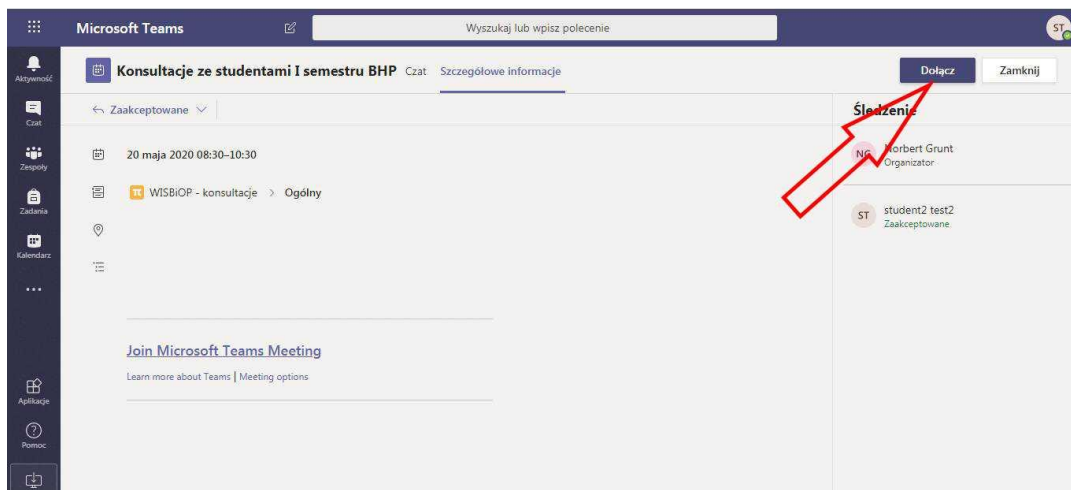 Microsoft Teams
Wyszukaj lub wpisz polecenie
ST
Aktywność
Czat
Zespoły
Zadania
Kalendarz
Aplikacje
Pomoc
Konsultacje ze studentami I semestru BHP Czat Szczegółowe informacje
Dołącz Zamknij
Zaakceptowane
20 maja 2020 08:30–10:30
π WISBiOP - konsultacje > Ogólny
Join Microsoft Teams Meeting
Learn more about Teams | Meeting options
Śledzenie
NG Norbert Grunt
Organizator
ST student2 test2
Zaakceptowane